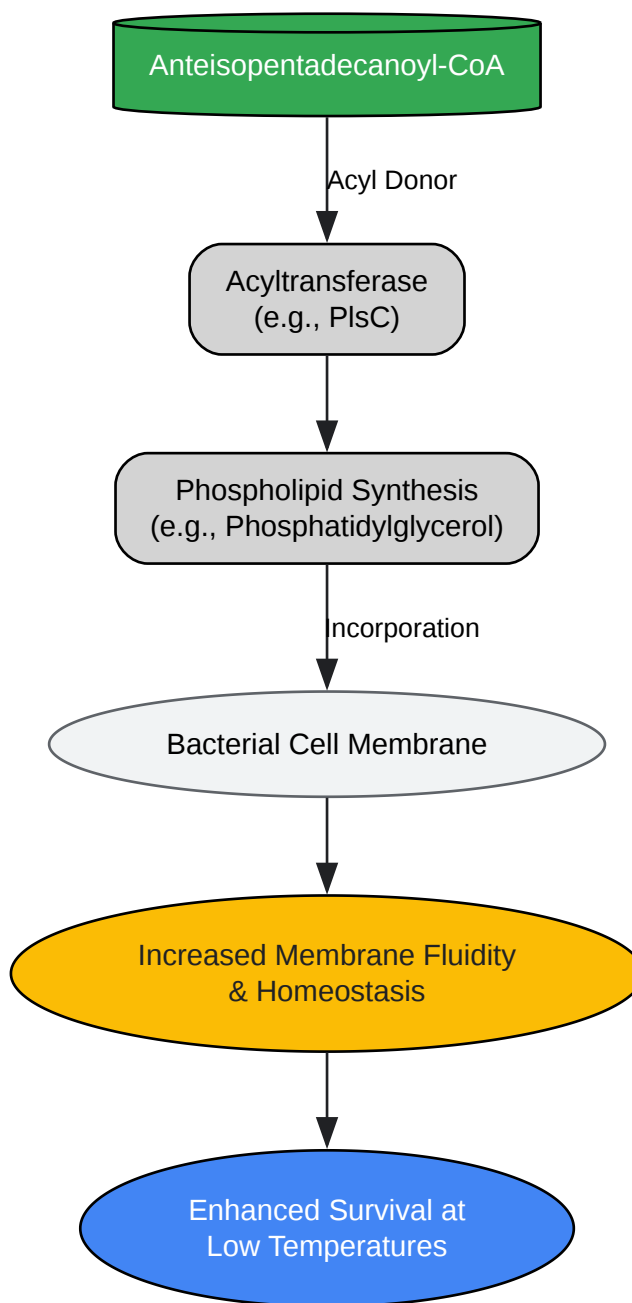 Anteisopentadecanoyl-CoA
Acyl Donor
Acyltransferase
(e.g., PlsC)
Phospholipid Synthesis
(e.g., Phosphatidylglycerol)
Incorporation
Bacterial Cell Membrane
Increased Membrane Fluidity
& Homeostasis
Enhanced Survival at
Low Temperatures